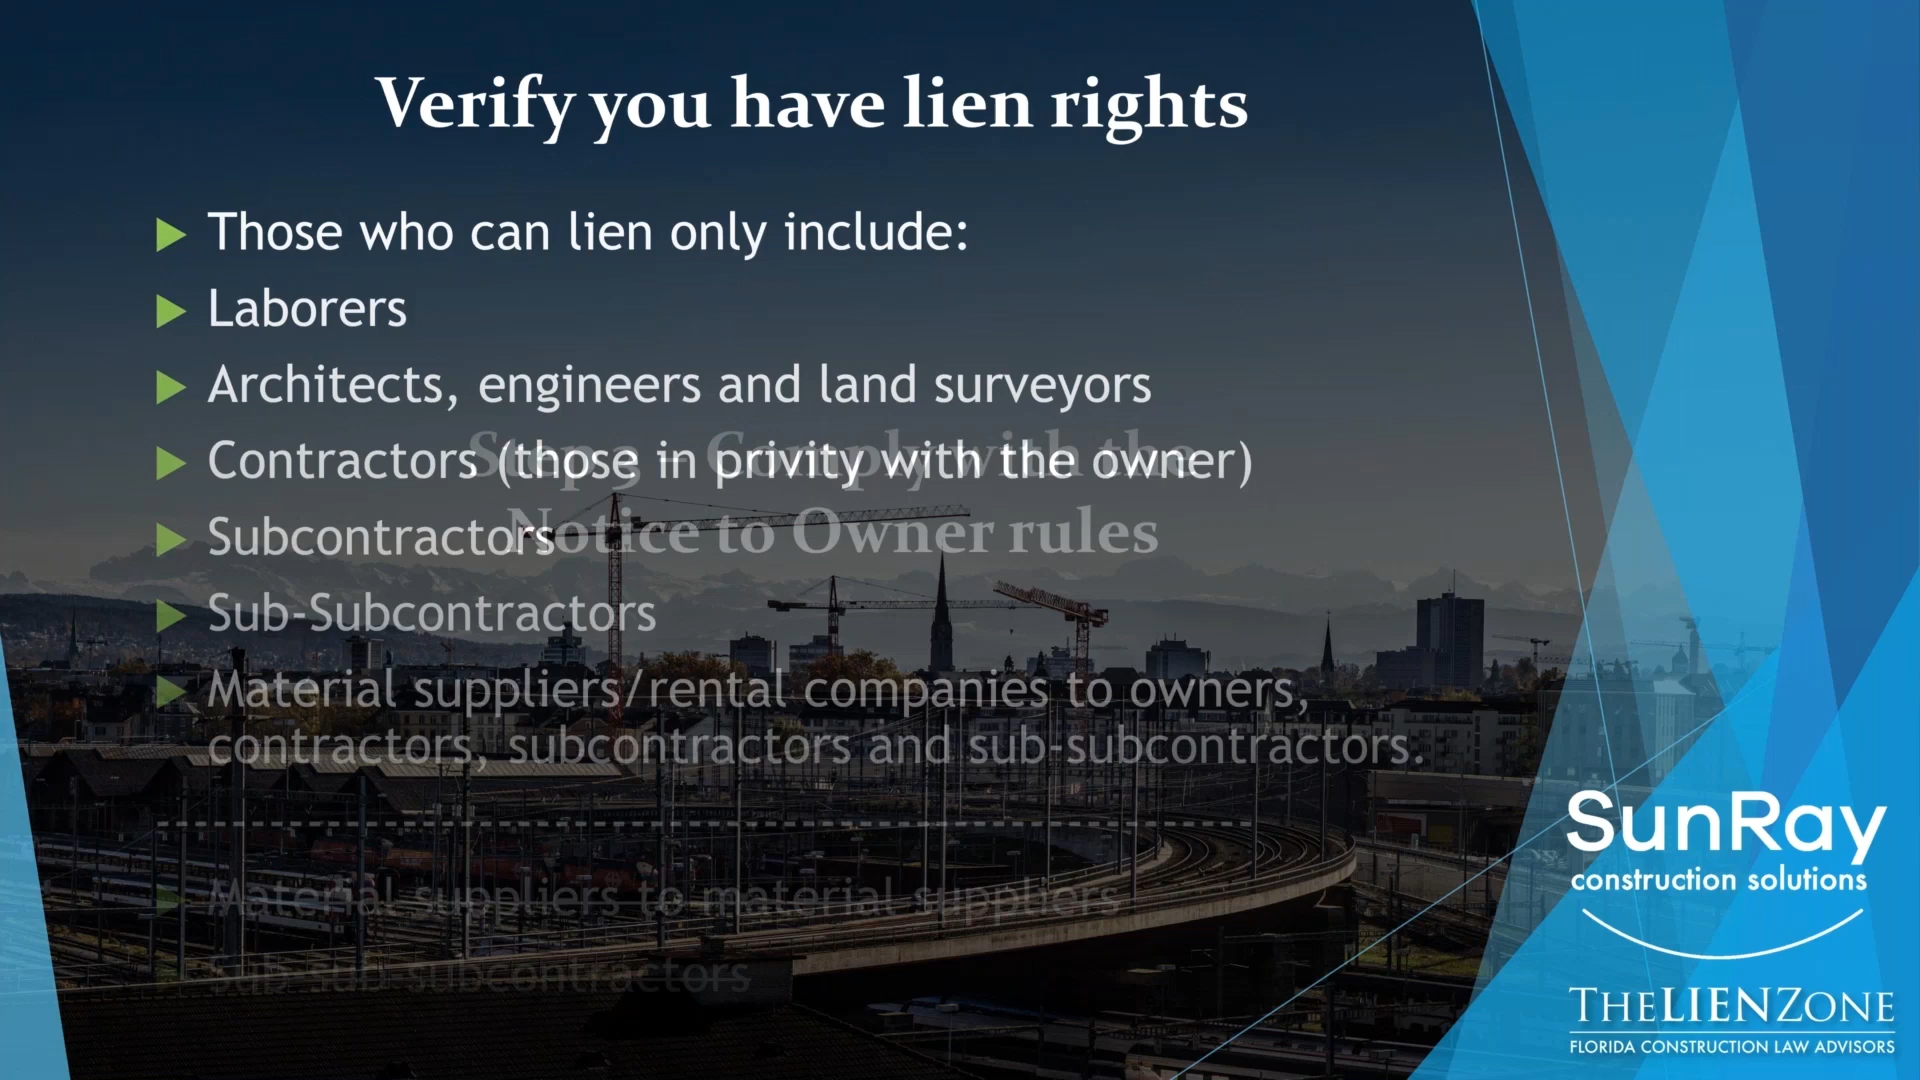 Verify you have lien rights
Those who can lien only include:
Laborers
Architects, engineers and land surveyors
Contractors (those in privity with the owner)
Step 3 – Comply with the
Notice to Owner rules
Subcontractors
Sub-Subcontractors
Material suppliers/rental companies to owners,
contractors, subcontractors and sub-subcontractors.
Material suppliers to material suppliers
Sub-sub-subcontractors
SunRay
construction solutions
THELIENZONE
FLORIDA CONSTRUCTION LAW ADVISORS